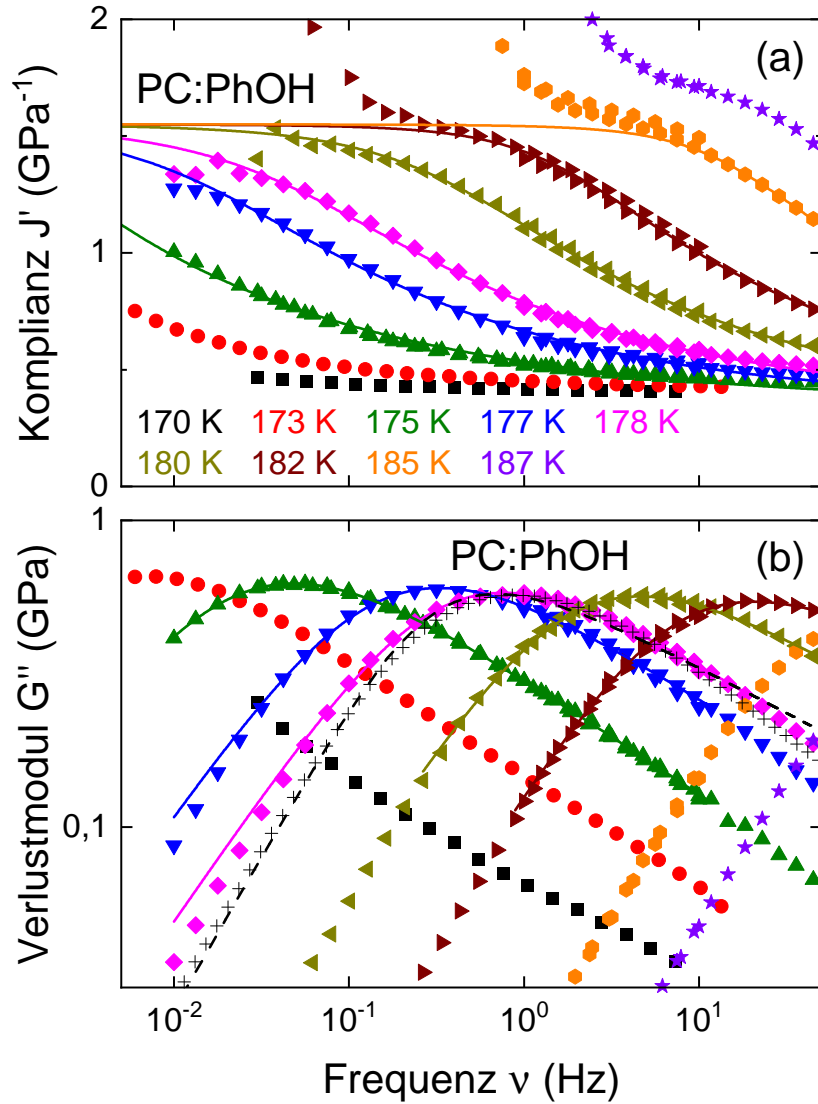 2
(a)
PC:PhOH
Komplianz J' (GPa⁻¹)
1
170 K 173 K 175 K 177 K 178 K
180 K 182 K 185 K 187 K
0
1
PC:PhOH
(b)
Verlustmodul G'' (GPa)
0,1
10⁻² 10⁻¹ 10⁰ 10¹
Frequenz ν (Hz)